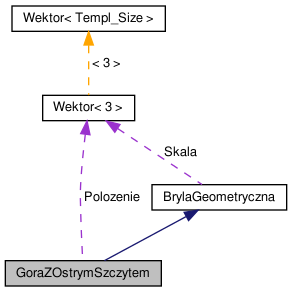 Wektor< Templ_Size >
< 3 >
Wektor< 3 >
Skala
Polozenie
BrylaGeometryczna
GoraZOstrymSzczytem